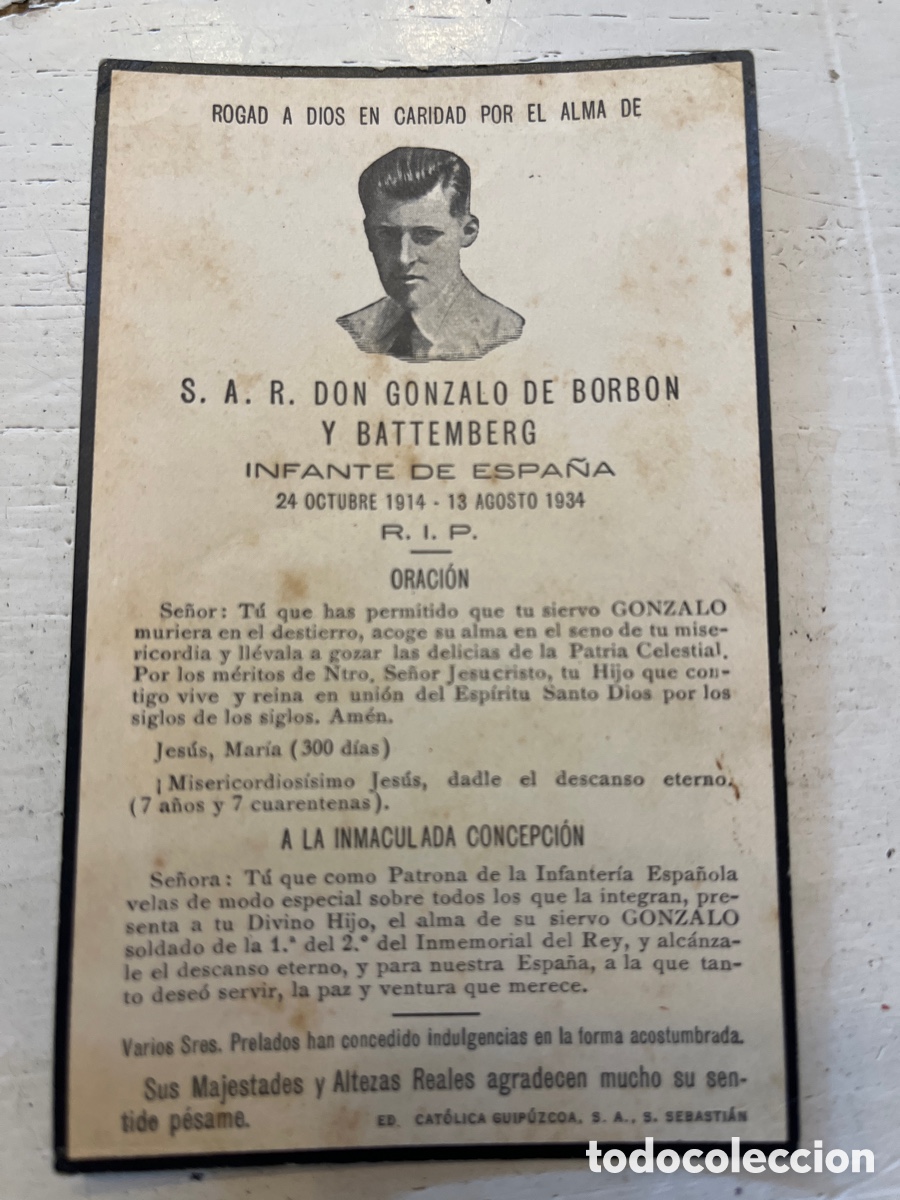 ROGAD A DIOS EN CARIDAD POR EL ALMA DE
S. A. R. DON GONZALO DE BORBON
Y BATTEMBERG
INFANTE DE ESPAÑA
24 OCTUBRE 1914 - 13 AGOSTO 1934
R. I. P.
ORACIÓN
Señor: Tú que has permitido que tu siervo GONZALO
muriera en el destierro, acoge su alma en el seno de tu mise-
ricordia y llévala a gozar las delicias de la Patria Celestial.
Por los méritos de Ntro. Señor Jesucristo, tu Hijo que con-
tigo vive y reina en unión del Espíritu Santo Dios por los
siglos de los siglos. Amén.
Jesús, María (300 días)
¡Misericordiosísimo Jesús, dadle el descanso eterno.
(7 años y 7 cuarentenas).
A LA INMACULADA CONCEPCIÓN
Señora: Tú que como Patrona de la Infantería Española
velas de modo especial sobre todos los que la integran, pre-
senta a tu Divino Hijo, el alma de su siervo GONZALO
soldado de la 1.ª del 2.º del Inmemorial del Rey, y alcánza-
le el descanso eterno, y para nuestra España, a la que tan-
to deseó servir, la paz y ventura que merece.
Varios Sres. Prelados han concedido indulgencias en la forma acostumbrada.
Sus Majestades y Altezas Reales agradecen mucho su sen-
tido pésame.
ED. CATÓLICA GUIPÚZCOA, S. A., S. SEBASTIÁN
todocoleccion